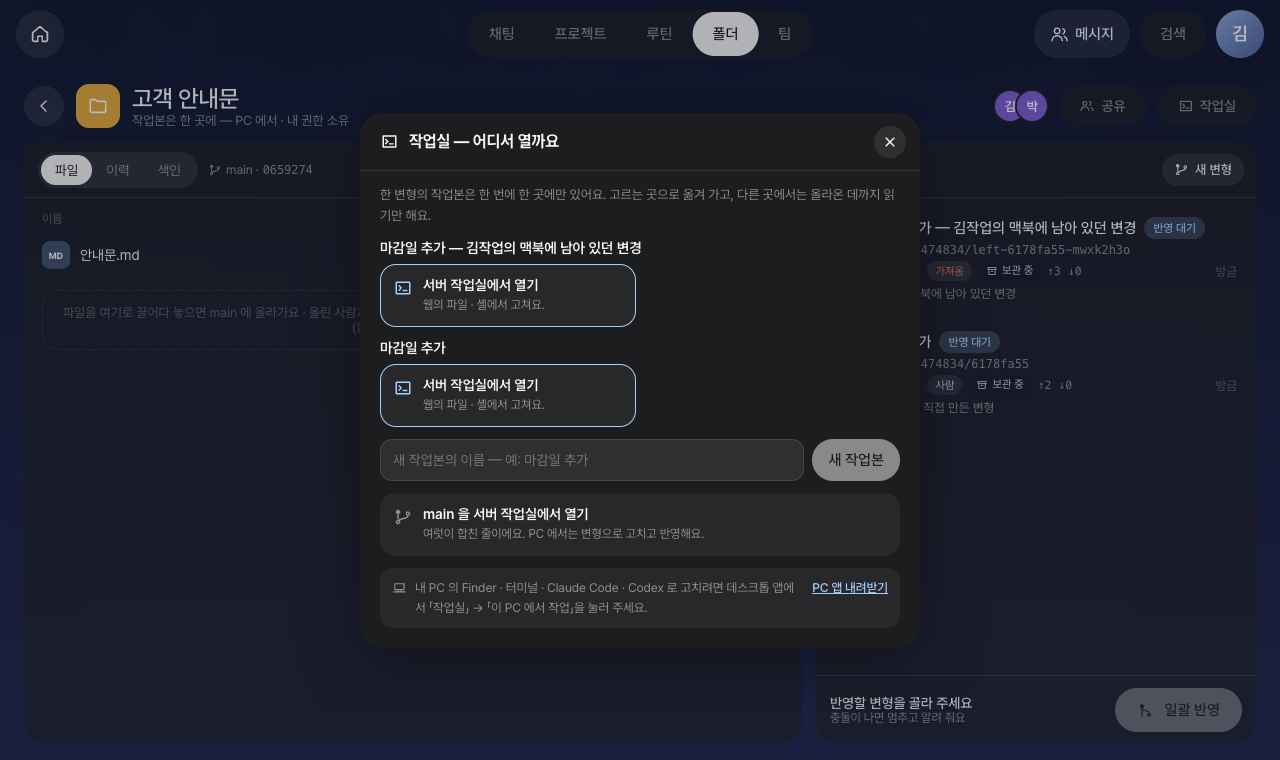 채팅
프로젝트
루틴
폴더
팀
메시지
검색
김
고객 안내문
작업본은 한 곳에 — PC 에서 · 내 권한 소유
김
박
공유
작업실
파일
이력
색인
main · 0659274
새 변형
이름
MD
안내문.md
파일을 여기로 끌어다 놓으면 main 에 올라가요 · 올린 사람
작업실 — 어디서 열까요
한 변형의 작업본은 한 번에 한 곳에만 있어요. 고르는 곳으로 옮겨 가고, 다른 곳에서는 올라온 데까지 읽
기만 해요.
마감일 추가 — 김작업의 맥북에 남아 있던 변경
서버 작업실에서 열기
웹의 파일 · 셸에서 고쳐요.
마감일 추가
서버 작업실에서 열기
웹의 파일 · 셸에서 고쳐요.
새 작업본의 이름 — 예: 마감일 추가
새 작업본
main 을 서버 작업실에서 열기
여럿이 합친 줄이에요. PC 에서는 변형으로 고치고 반영해요.
내 PC 의 Finder · 터미널 · Claude Code · Codex 로 고치려면 데스크톱 앱에
서 「작업실」 → 「이 PC 에서 작업」을 눌러 주세요.
PC 앱 내려받기
가 — 김작업의 맥북에 남아 있던 변경
반영 대기
474834/left-6178fa55-mwxk2h3o
가져옴
보관 중
↑3 ↓0
방금
북에 남아 있던 변경
가
반영 대기
474834/6178fa55
사람
보관 중
↑2 ↓0
방금
직접 만든 변형
반영할 변형을 골라 주세요
충돌이 나면 멈추고 알려 줘요
일괄 반영